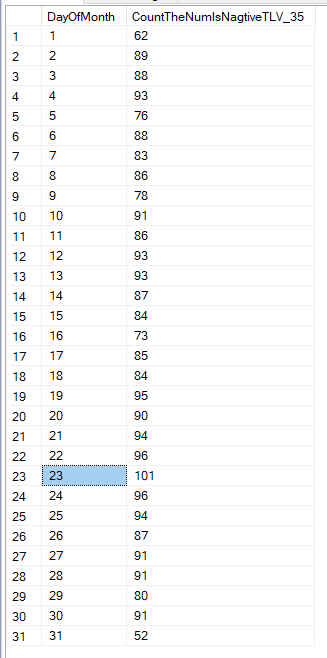 DayOfMonth CountTheNumIsNagtiveTLV_35
1 1 62
2 2 89
3 3 88
4 4 93
5 5 76
6 6 88
7 7 83
8 8 86
9 9 78
10 10 91
11 11 86
12 12 93
13 13 93
14 14 87
15 15 84
16 16 73
17 17 85
18 18 84
19 19 95
20 20 90
21 21 94
22 22 96
23 23 101
24 24 96
25 25 94
26 26 87
27 27 91
28 28 91
29 29 80
30 30 91
31 31 52